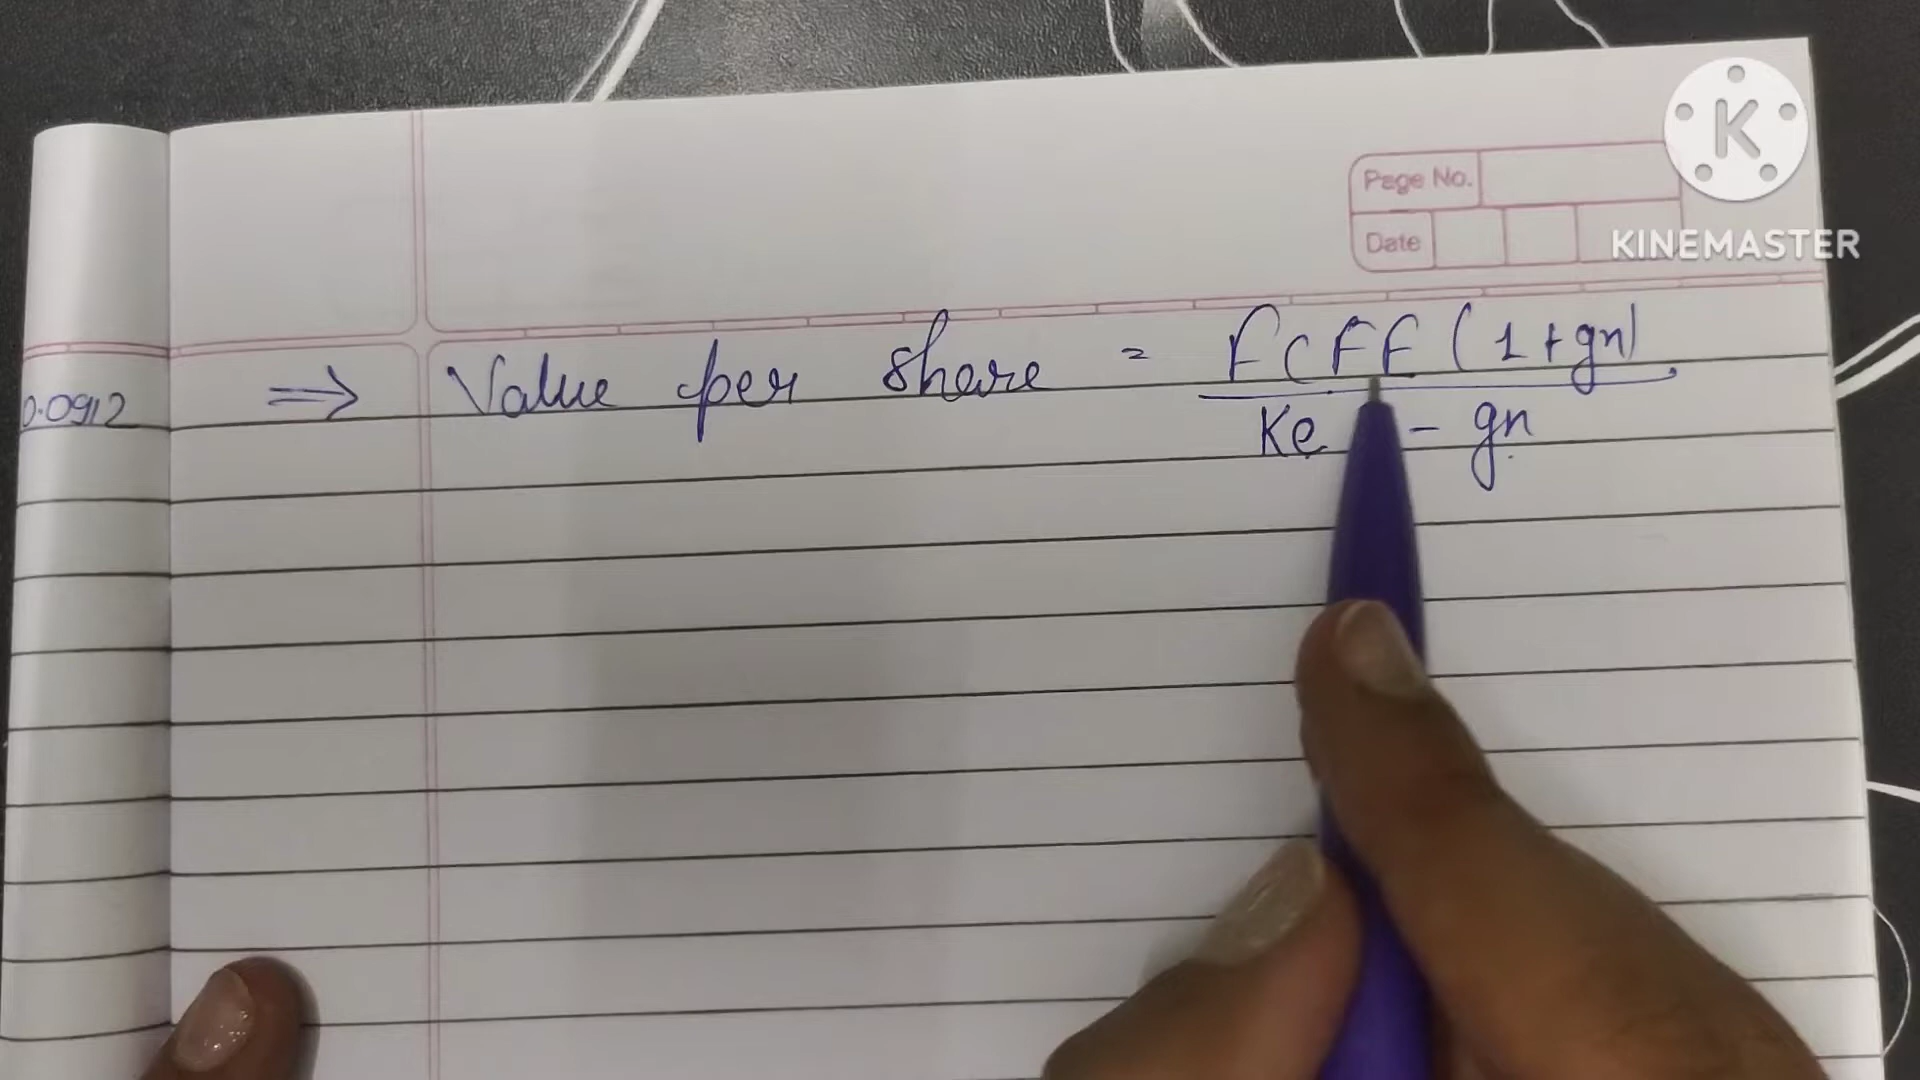 K
Page No.
Date
KINEMASTER
0.0912
⇒ Value per share = FCFE (1+gn)
Ke - gn